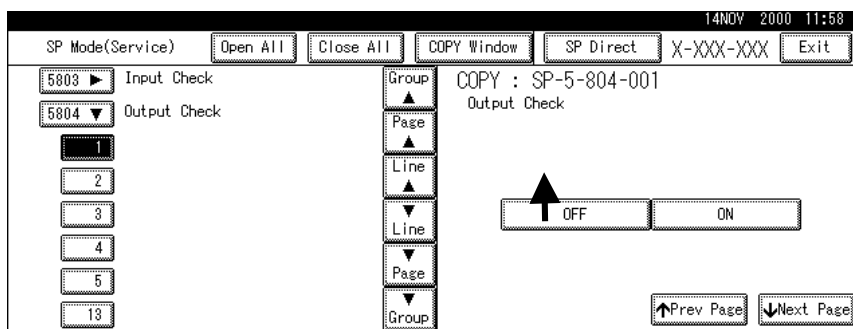 14NOV 2000 11:58
SP Mode(Service) Open All Close All COPY Window SP Direct X-XXX-XXX Exit
5803 ► Input Check
5804 ▼ Output Check
1
2
3
4
5
13
Group
▲
Page
▲
Line
▲
▼
Line
▼
Page
▼
Group
COPY : SP-5-804-001
Output Check
OFF ON
↑Prev Page ↓Next Page